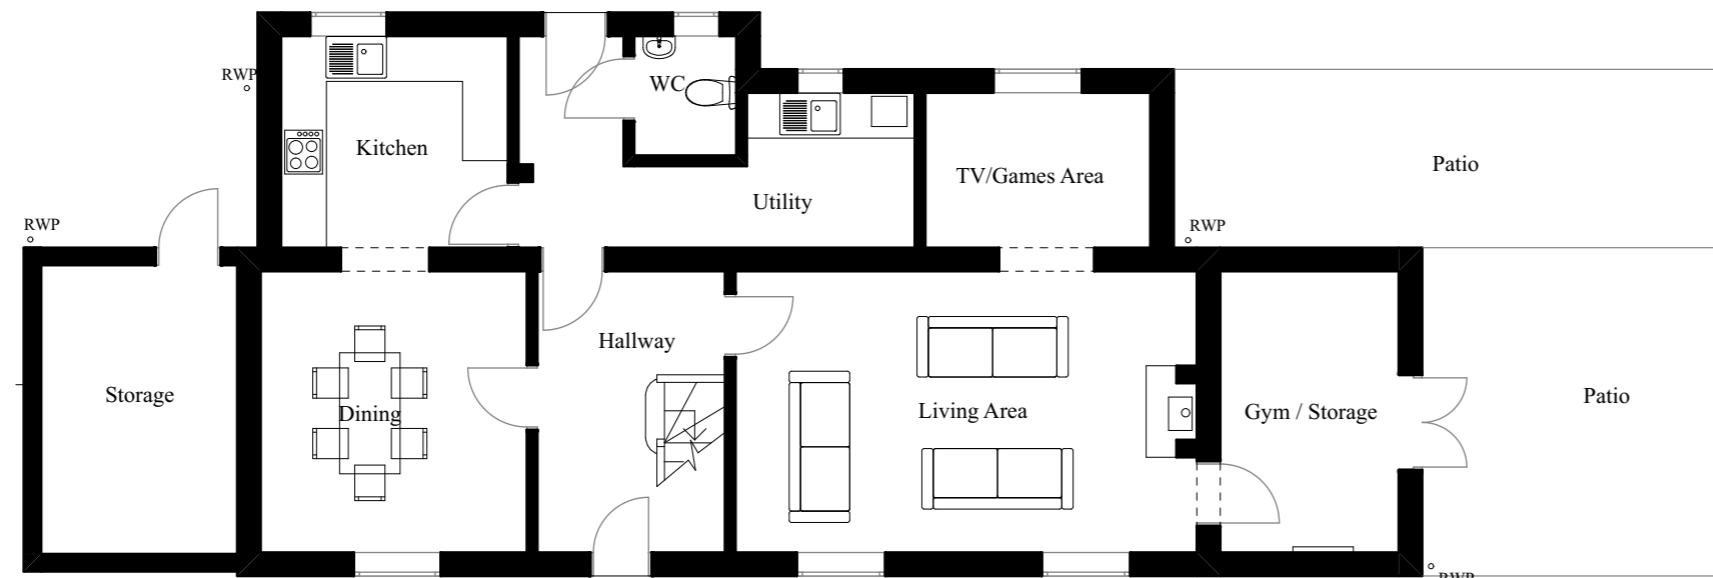 RWP
WC
Kitchen
Patio
TV/Games Area
Utility
RWP
RWP
Hallway
Storage
Dining
Living Area
Gym / Storage
Patio
RWP